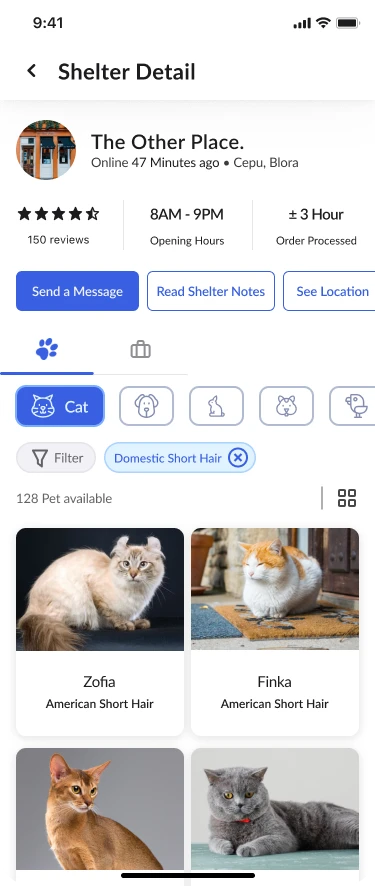 9:41
Shelter Detail
The Other Place.
Online 47 Minutes ago • Cepu, Blora
8AM - 9PM
± 3 Hour
150 reviews
Opening Hours
Order Processed
Send a Message
Read Shelter Notes
See Location
Cat
Filter
Domestic Short Hair
128 Pet available
Zofia
Finka
American Short Hair
American Short Hair